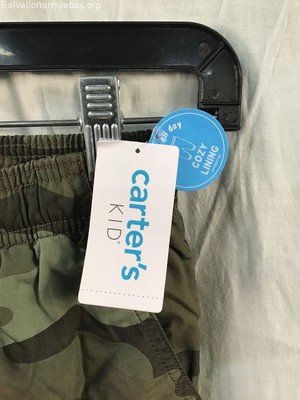 Salvationarmyebay.org
all day
COZY
LINING
carter's
KID®